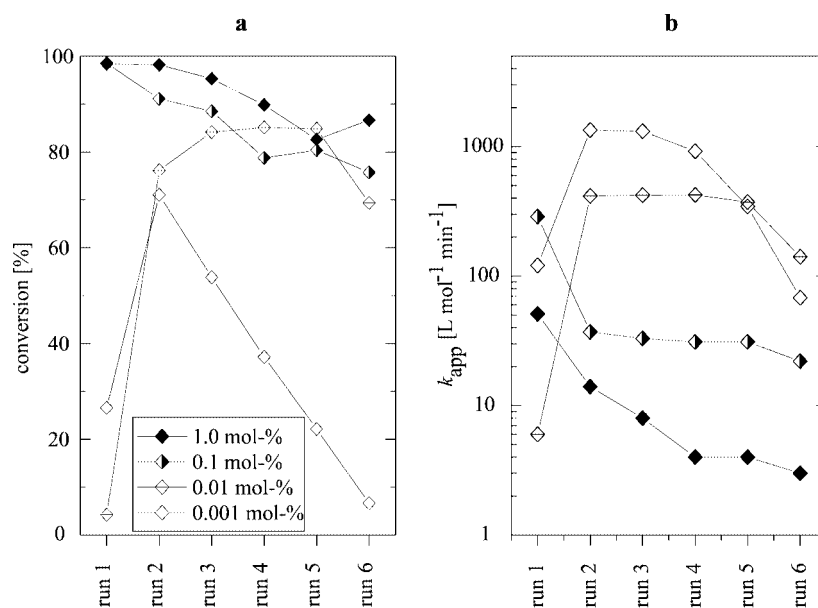 a
100
80
60
40
20
0
conversion [%]
1.0 mol-%
0.1 mol-%
0.01 mol-%
0.001 mol-%
run 1
run 2
run 3
run 4
run 5
run 6
b
1000
100
10
1
k_app [L mol⁻¹ min⁻¹]
run 1
run 2
run 3
run 4
run 5
run 6